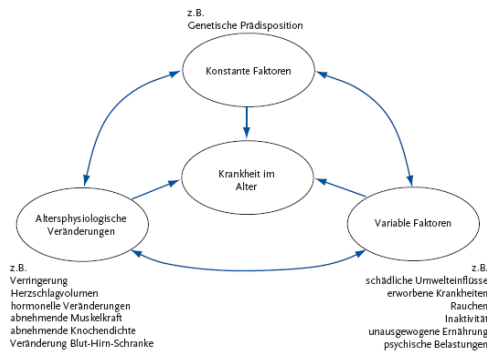 z.B.
Genetische Prädisposition
Konstante Faktoren
Krankheit im
Alter
Altersphysiologische
Veränderungen
Variable Faktoren
z.B.
Verringerung
Herzschlagvolumen
hormonelle Veränderungen
abnehmende Muskelkraft
abnehmende Knochendichte
Veränderung Blut-Hirn-Schranke
z.B.
schädliche Umwelteinflüsse
erworbene Krankheiten
Rauchen
Inaktivität
unausgewogene Ernährung
psychische Belastungen